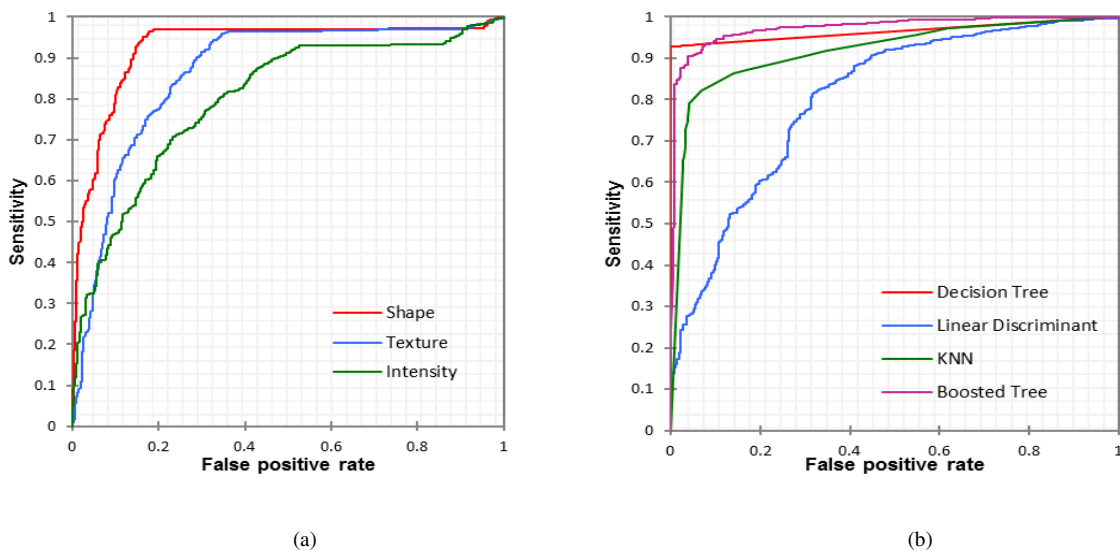 1
0.9
0.8
0.7
0.6
0.5
0.4
0.3
0.2
0.1
0
Sensitivity
Shape
Texture
Intensity
0 0.2 0.4 0.6 0.8 1
False positive rate
(a)
1
0.9
0.8
0.7
0.6
0.5
0.4
0.3
0.2
0.1
0
Sensitivity
Decision Tree
Linear Discriminant
KNN
Boosted Tree
0 0.2 0.4 0.6 0.8 1
False positive rate
(b)